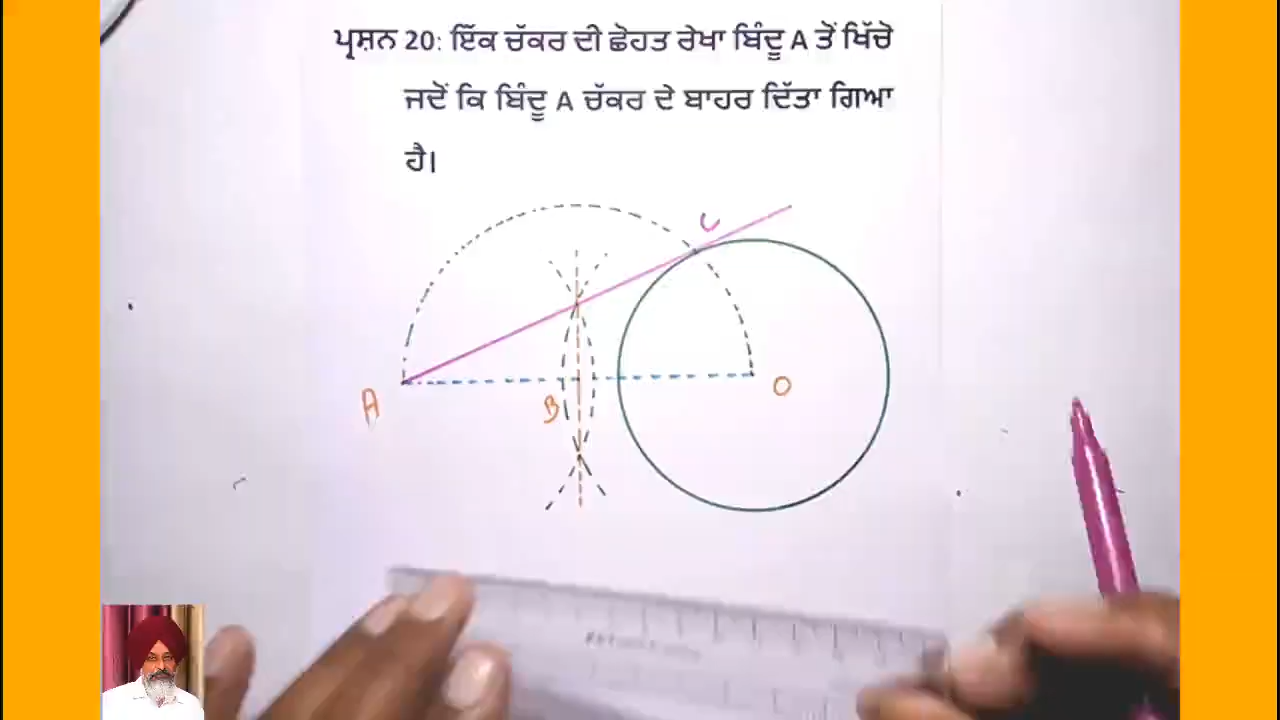 ਪ੍ਰਸ਼ਨ 20: ਇੱਕ ਚੱਕਰ ਦੀ ਛੋਹਤ ਰੇਖਾ ਬਿੰਦੂ A ਤੋਂ ਖਿੱਚੋ
ਜਦੋਂ ਕਿ ਬਿੰਦੂ A ਚੱਕਰ ਦੇ ਬਾਹਰ ਦਿੱਤਾ ਗਿਆ
ਹੈ।
C
A
B
O